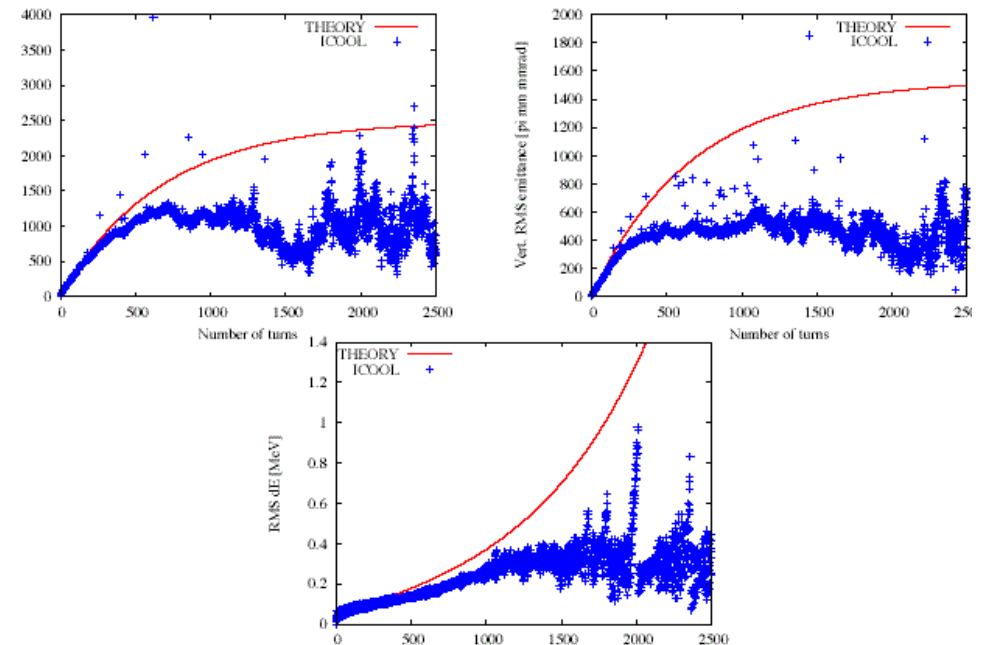 4000
3500
3000
2500
2000
1500
1000
500
0
THEORY
ICOOL
0 500 1000 1500 2000 2500
Number of turns
Vert. RMS emittance [pi mm mrad]
2000
1800
1600
1400
1200
1000
800
600
400
200
0
THEORY
ICOOL
0 500 1000 1500 2000 250
Number of turns
RMS dE [MeV]
1.4
1.2
1
0.8
0.6
0.4
0.2
0
THEORY
ICOOL
0 500 1000 1500 2000 2500